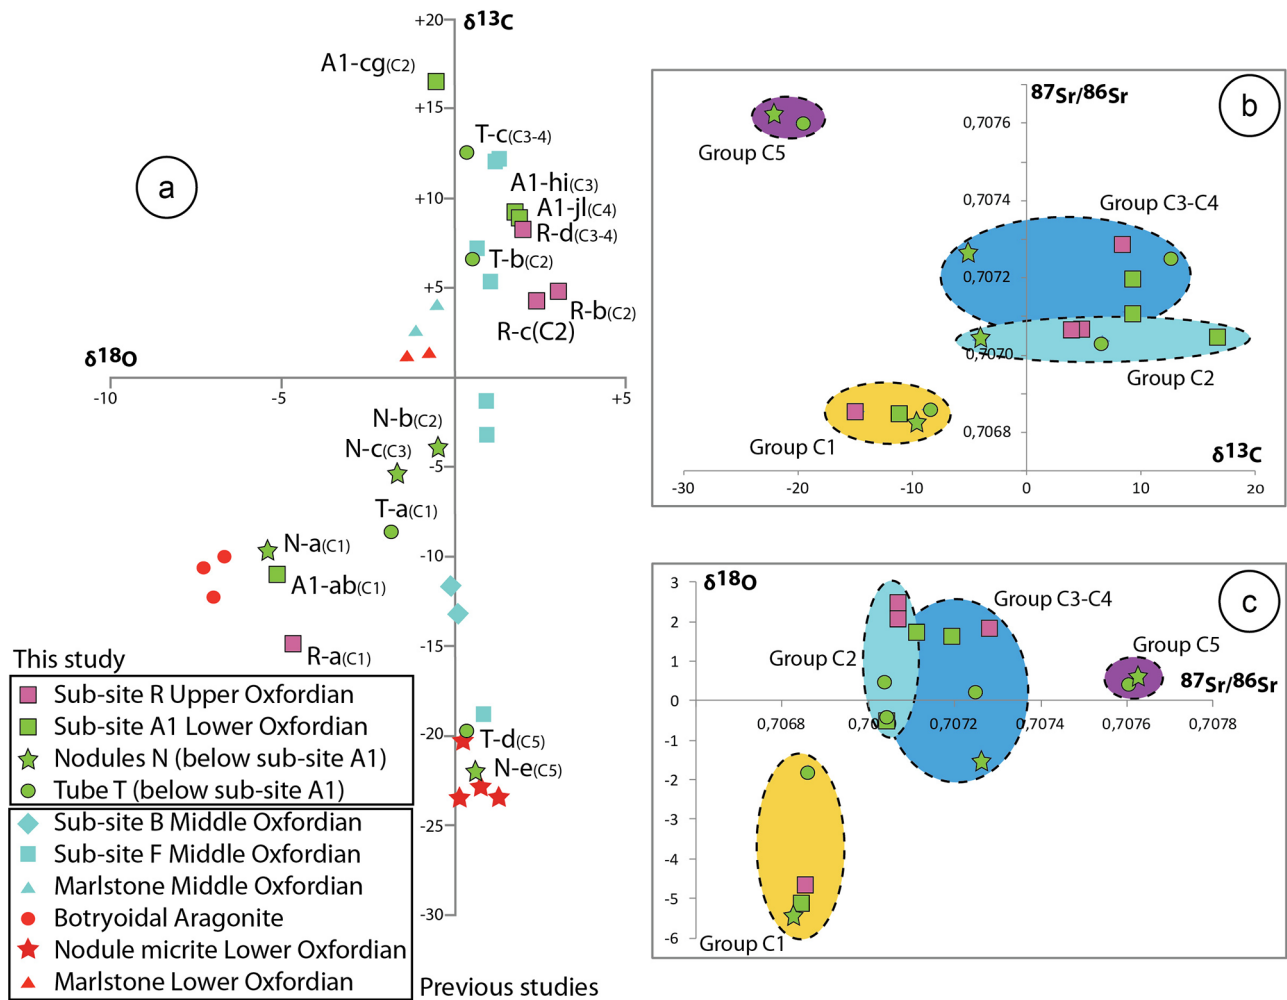 +20
δ13C
A1-cg(C2)
+15
T-c(C3-4)
a
A1-hi(C3)
+10
A1-jl(C4)
R-d(C3-4)
T-b(C2)
+5
R-b(C2)
R-c(C2)
δ18O
-10
-5
+5
N-b(C2)
N-c(C3)
-5
T-a(C1)
N-a(C1)
-10
A1-ab(C1)
-15
R-a(C1)
-20
T-d(C5)
N-e(C5)
-25
-30
This study
Sub-site R Upper Oxfordian
Sub-site A1 Lower Oxfordian
Nodules N (below sub-site A1)
Tube T (below sub-site A1)
Sub-site B Middle Oxfordian
Sub-site F Middle Oxfordian
Marlstone Middle Oxfordian
Botryoidal Aragonite
Nodule micrite Lower Oxfordian
Marlstone Lower Oxfordian
Previous studies
87Sr/86Sr
b
0,7076
Group C5
0,7074
Group C3-C4
0,7072
0,7070
Group C2
0,7068
Group C1
δ13C
-30
-20
-10
0
10
20
3
δ18O
c
2
Group C3-C4
1
Group C2
Group C5
87Sr/86Sr
0
0,7068
0,70
0,7072
0,7074
0,7076
0,7078
-1
-2
-3
-4
-5
-6
Group C1